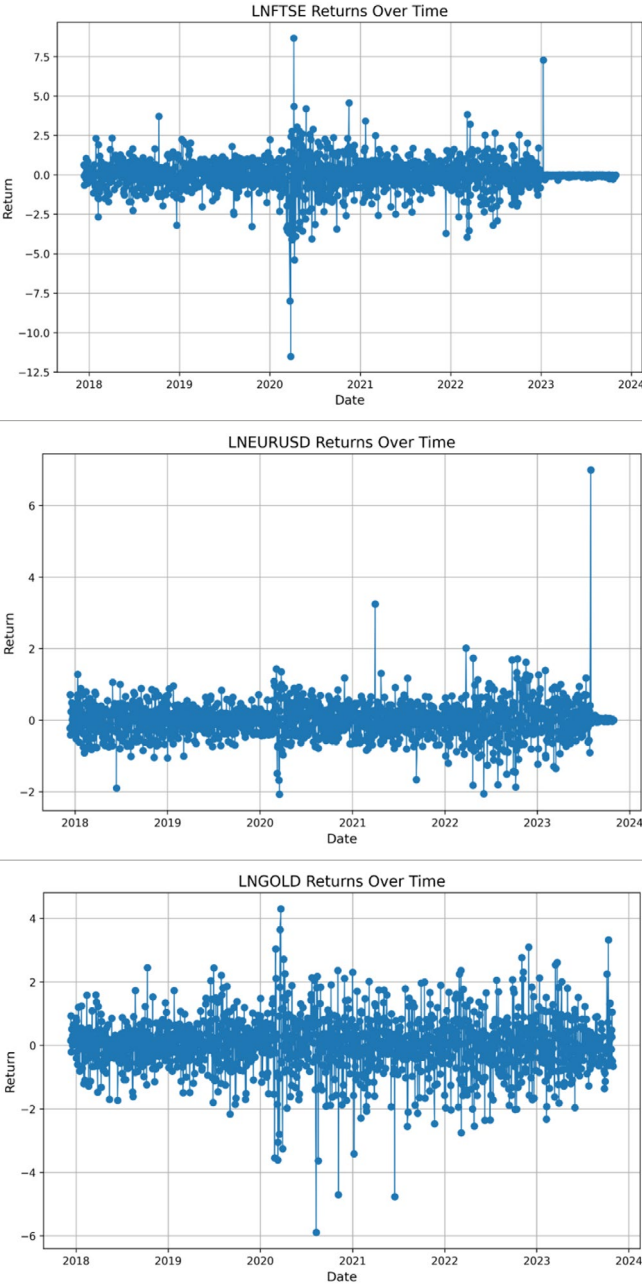 LNFTSE Returns Over Time
7.5
5.0
2.5
0.0
−2.5
−5.0
−7.5
−10.0
−12.5
Return
2018 2019 2020 2021 2022 2023 2024
Date
LNEURUSD Returns Over Time
6
4
2
0
−2
Return
2018 2019 2020 2021 2022 2023 2024
Date
LNGOLD Returns Over Time
4
2
0
−2
−4
−6
Return
2018 2019 2020 2021 2022 2023 2024
Date